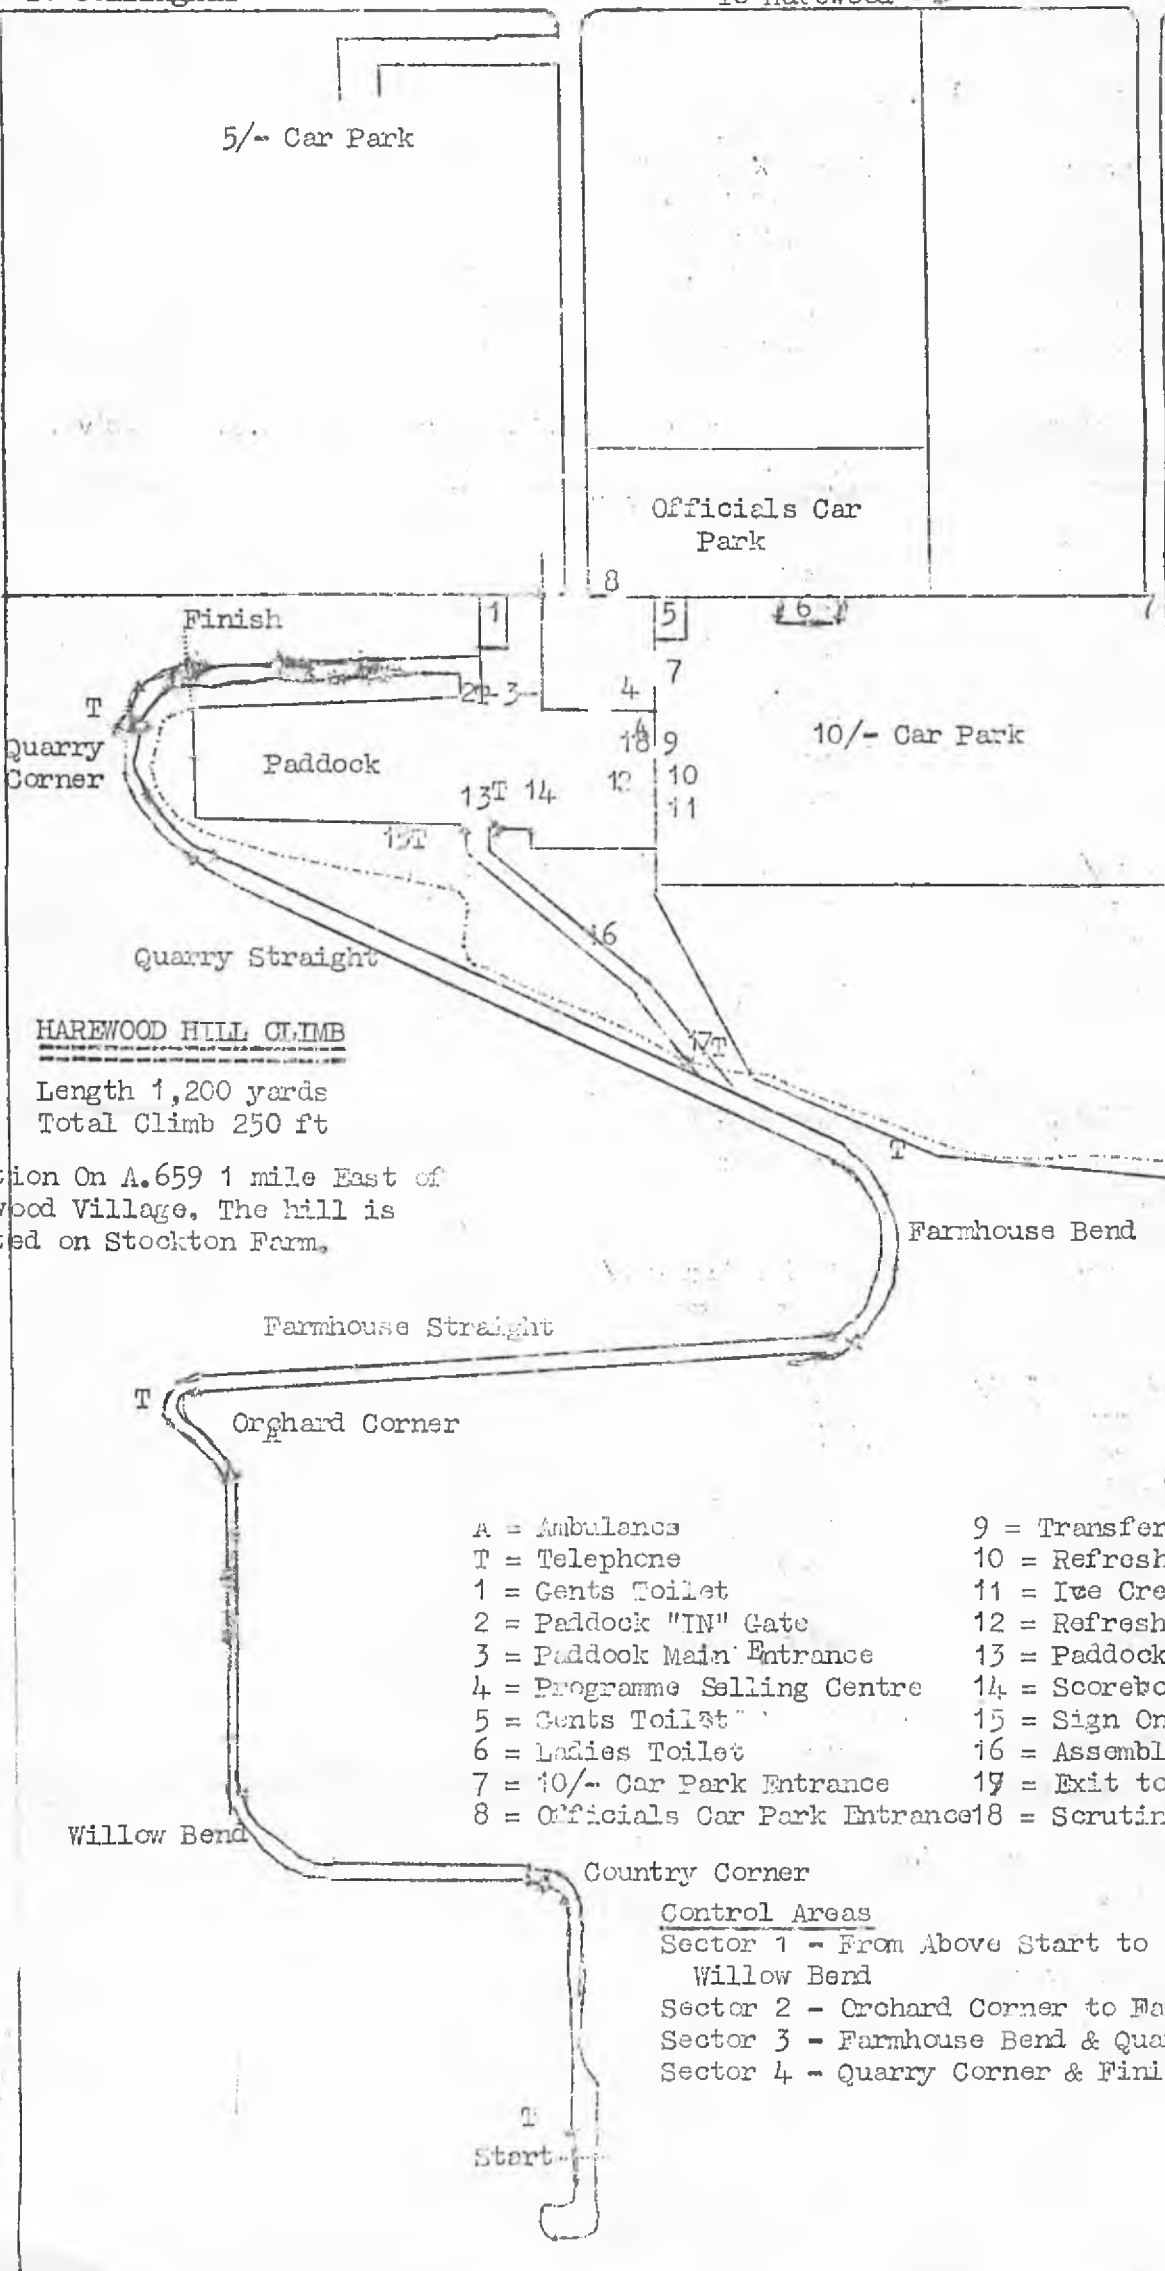 5/- Car Park
Officials Car
Park
8
Finish
1
5
6
7
7
T
2
3
4
Quarry
Corner
4
18
9
10/- Car Park
Paddock
12
10
13T
14
11
15T
16
Quarry Straight
17T
HAREWOOD HILL CLIMB
Length 1,200 yards
Total Climb 250 ft
T
tion On A.659 1 mile East of
wood Village. The hill is
ted on Stockton Farm.
Farmhouse Bend
Farmhouse Straight
T
Orchard Corner
A
A = Ambulance
T = Telephone
1 = Gents Toilet
2 = Paddock "IN" Gate
3 = Paddock Main Entrance
4 = Programme Selling Centre
5 = Gents Toilet
6 = Ladies Toilet
7 = 10/- Car Park Entrance
8 = Officials Car Park Entrance
9 = Transfer
10 = Refresh
11 = Ice Cre
12 = Refresh
13 = Paddock
14 = Scorebo
15 = Sign On
16 = Assembl
17 = Exit to
18 = Scrutin
Willow Bend
Country Corner
Control Areas
Sector 1 - From Above Start to
Willow Bend
Sector 2 - Orchard Corner to Fa
Sector 3 - Farmhouse Bend & Qua
Sector 4 - Quarry Corner & Fini
T
Start